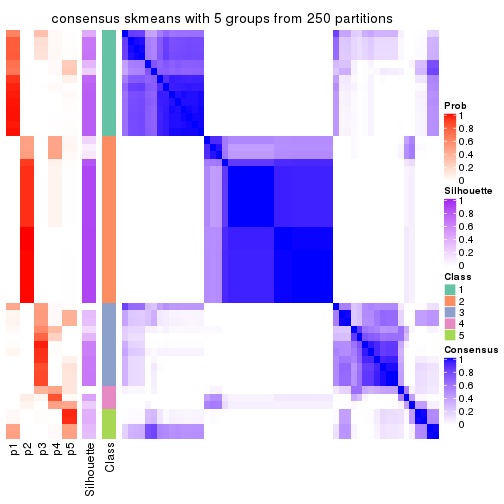 consensus skmeans with 5 groups from 250 partitions
Prob
1
0.8
0.6
0.4
0.2
0
Silhouette
1
0.8
0.6
0.4
0.2
0
Class
1
2
3
4
5
Consensus
1
0.8
0.6
0.4
0.2
0
p1
p2
p3
p4
p5
Silhouette
Class